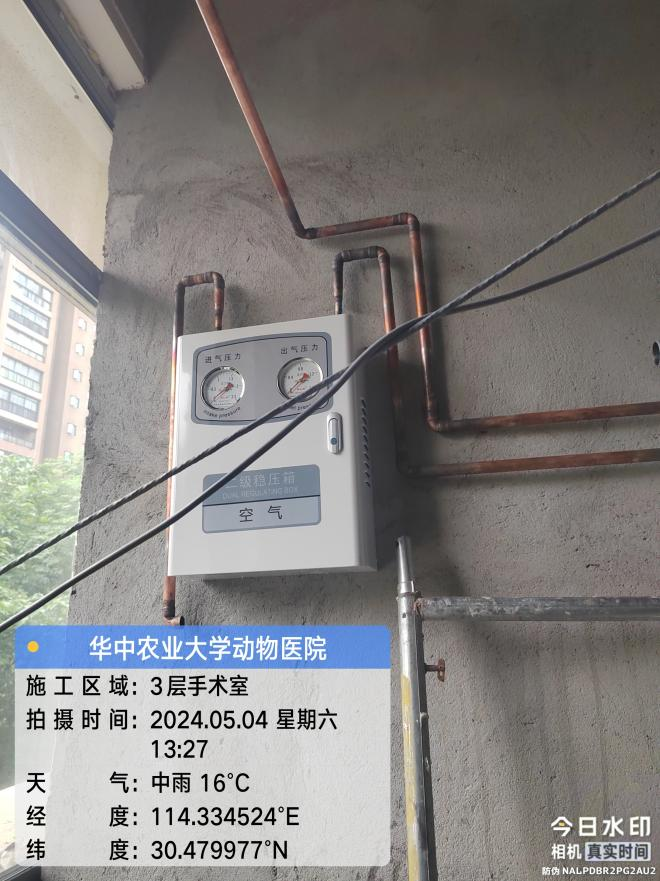 进气压力
出气压力
Intake pressure
二级稳压箱
DUAL REGULATING BOX
空气
华中农业大学动物医院
施工区域：3层手术室
拍摄时间：2024.05.04 星期六
13:27
天气：中雨 16°C
经度：114.334524°E
纬度：30.479977°N
今日水印
相机 真实时间
防伪 NALPDBR2PG2AU2